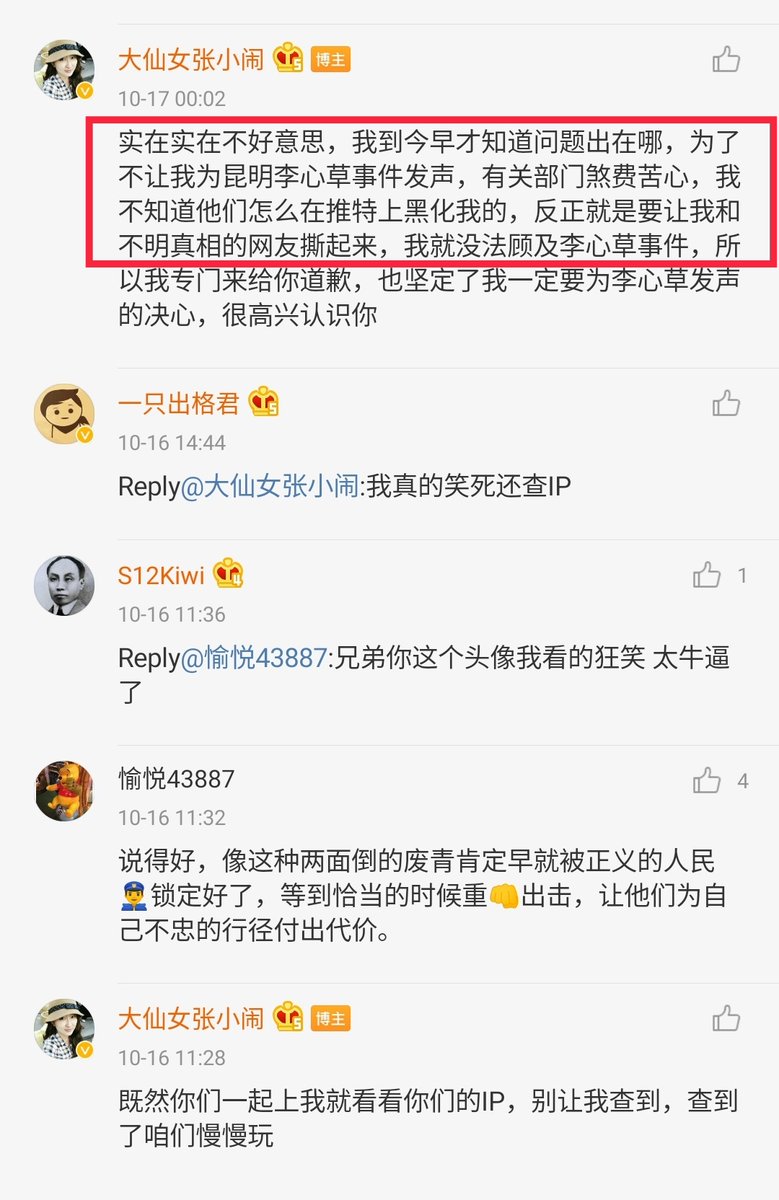 大仙女张小闹 博主
10-17 00:02
实在实在不好意思，我到今早才知道问题出在哪，为了
不让我为昆明李心草事件发声，有关部门煞费苦心，我
不知道他们怎么在推特上黑化我的，反正就是要让我和
不明真相的网友撕起来，我就没法顾及李心草事件，所
以我专门来给你道歉，也坚定了我一定要为李心草发声
的决心，很高兴认识你
一只出格君
10-16 14:44
Reply@大仙女张小闹:我真的笑死还查IP
S12Kiwi 1
10-16 11:36
Reply@愉悦43887:兄弟你这个头像我看的狂笑 太牛逼
了
愉悦43887 4
10-16 11:32
说得好，像这种两面倒的废青肯定早就被正义的人民
👮锁定好了，等到恰当的时候重👊出击，让他们为自
己不忠的行径付出代价。
大仙女张小闹 博主
10-16 11:28
既然你们一起上我就看看你们的IP，别让我查到，查到
了咱们慢慢玩